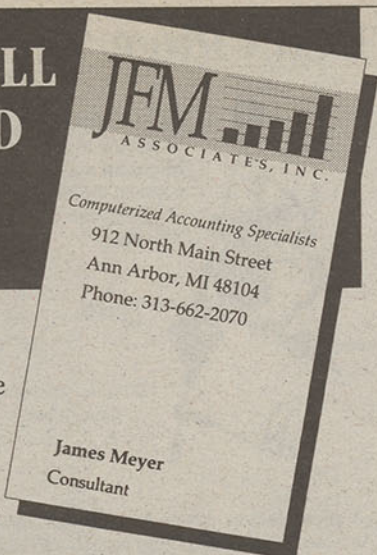 LL
D
JFM
ASSOCIATES, INC.
Computerized Accounting Specialists
912 North Main Street
Ann Arbor, MI 48104
Phone: 313-662-2070
e
James Meyer
Consultant